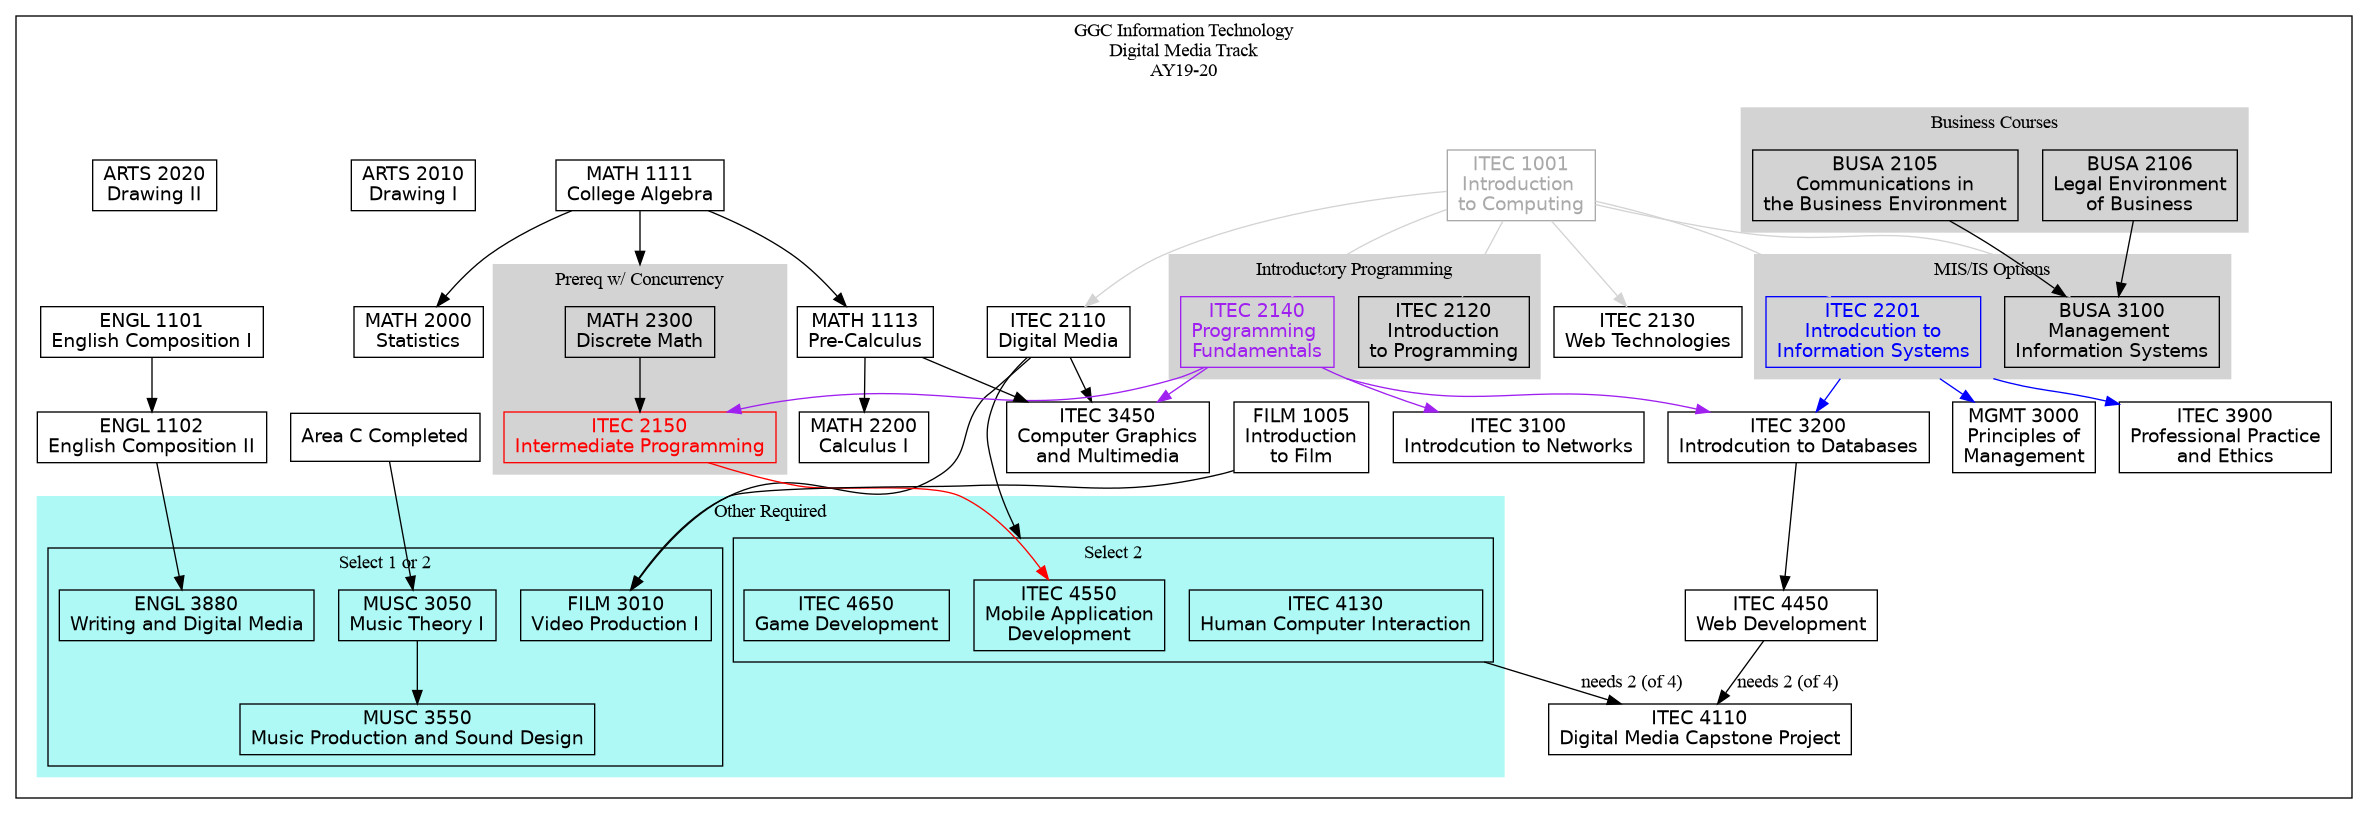 GGC Information Technology
Digital Media Track
AY19-20
Business Courses
ARTS 2020
Drawing II
ARTS 2010
Drawing I
MATH 1111
College Algebra
ITEC 1001
Introduction
to Computing
BUSA 2105
Communications in
the Business Environment
BUSA 2106
Legal Environment
of Business
Prereq w/ Concurrency
Introductory Programming
MIS/IS Options
ENGL 1101
English Composition I
MATH 2000
Statistics
MATH 2300
Discrete Math
MATH 1113
Pre-Calculus
ITEC 2110
Digital Media
ITEC 2140
Programming
Fundamentals
ITEC 2120
Introduction
to Programming
ITEC 2130
Web Technologies
ITEC 2201
Introdcution to
Information Systems
BUSA 3100
Management
Information Systems
ENGL 1102
English Composition II
Area C Completed
ITEC 2150
Intermediate Programming
MATH 2200
Calculus I
ITEC 3450
Computer Graphics
and Multimedia
FILM 1005
Introduction
to Film
ITEC 3100
Introdcution to Networks
ITEC 3200
Introdcution to Databases
MGMT 3000
Principles of
Management
ITEC 3900
Professional Practice
and Ethics
Other Required
Select 1 or 2
Select 2
ENGL 3880
Writing and Digital Media
MUSC 3050
Music Theory I
FILM 3010
Video Production I
ITEC 4650
Game Development
ITEC 4550
Mobile Application
Development
ITEC 4130
Human Computer Interaction
ITEC 4450
Web Development
needs 2 (of 4)
needs 2 (of 4)
MUSC 3550
Music Production and Sound Design
ITEC 4110
Digital Media Capstone Project